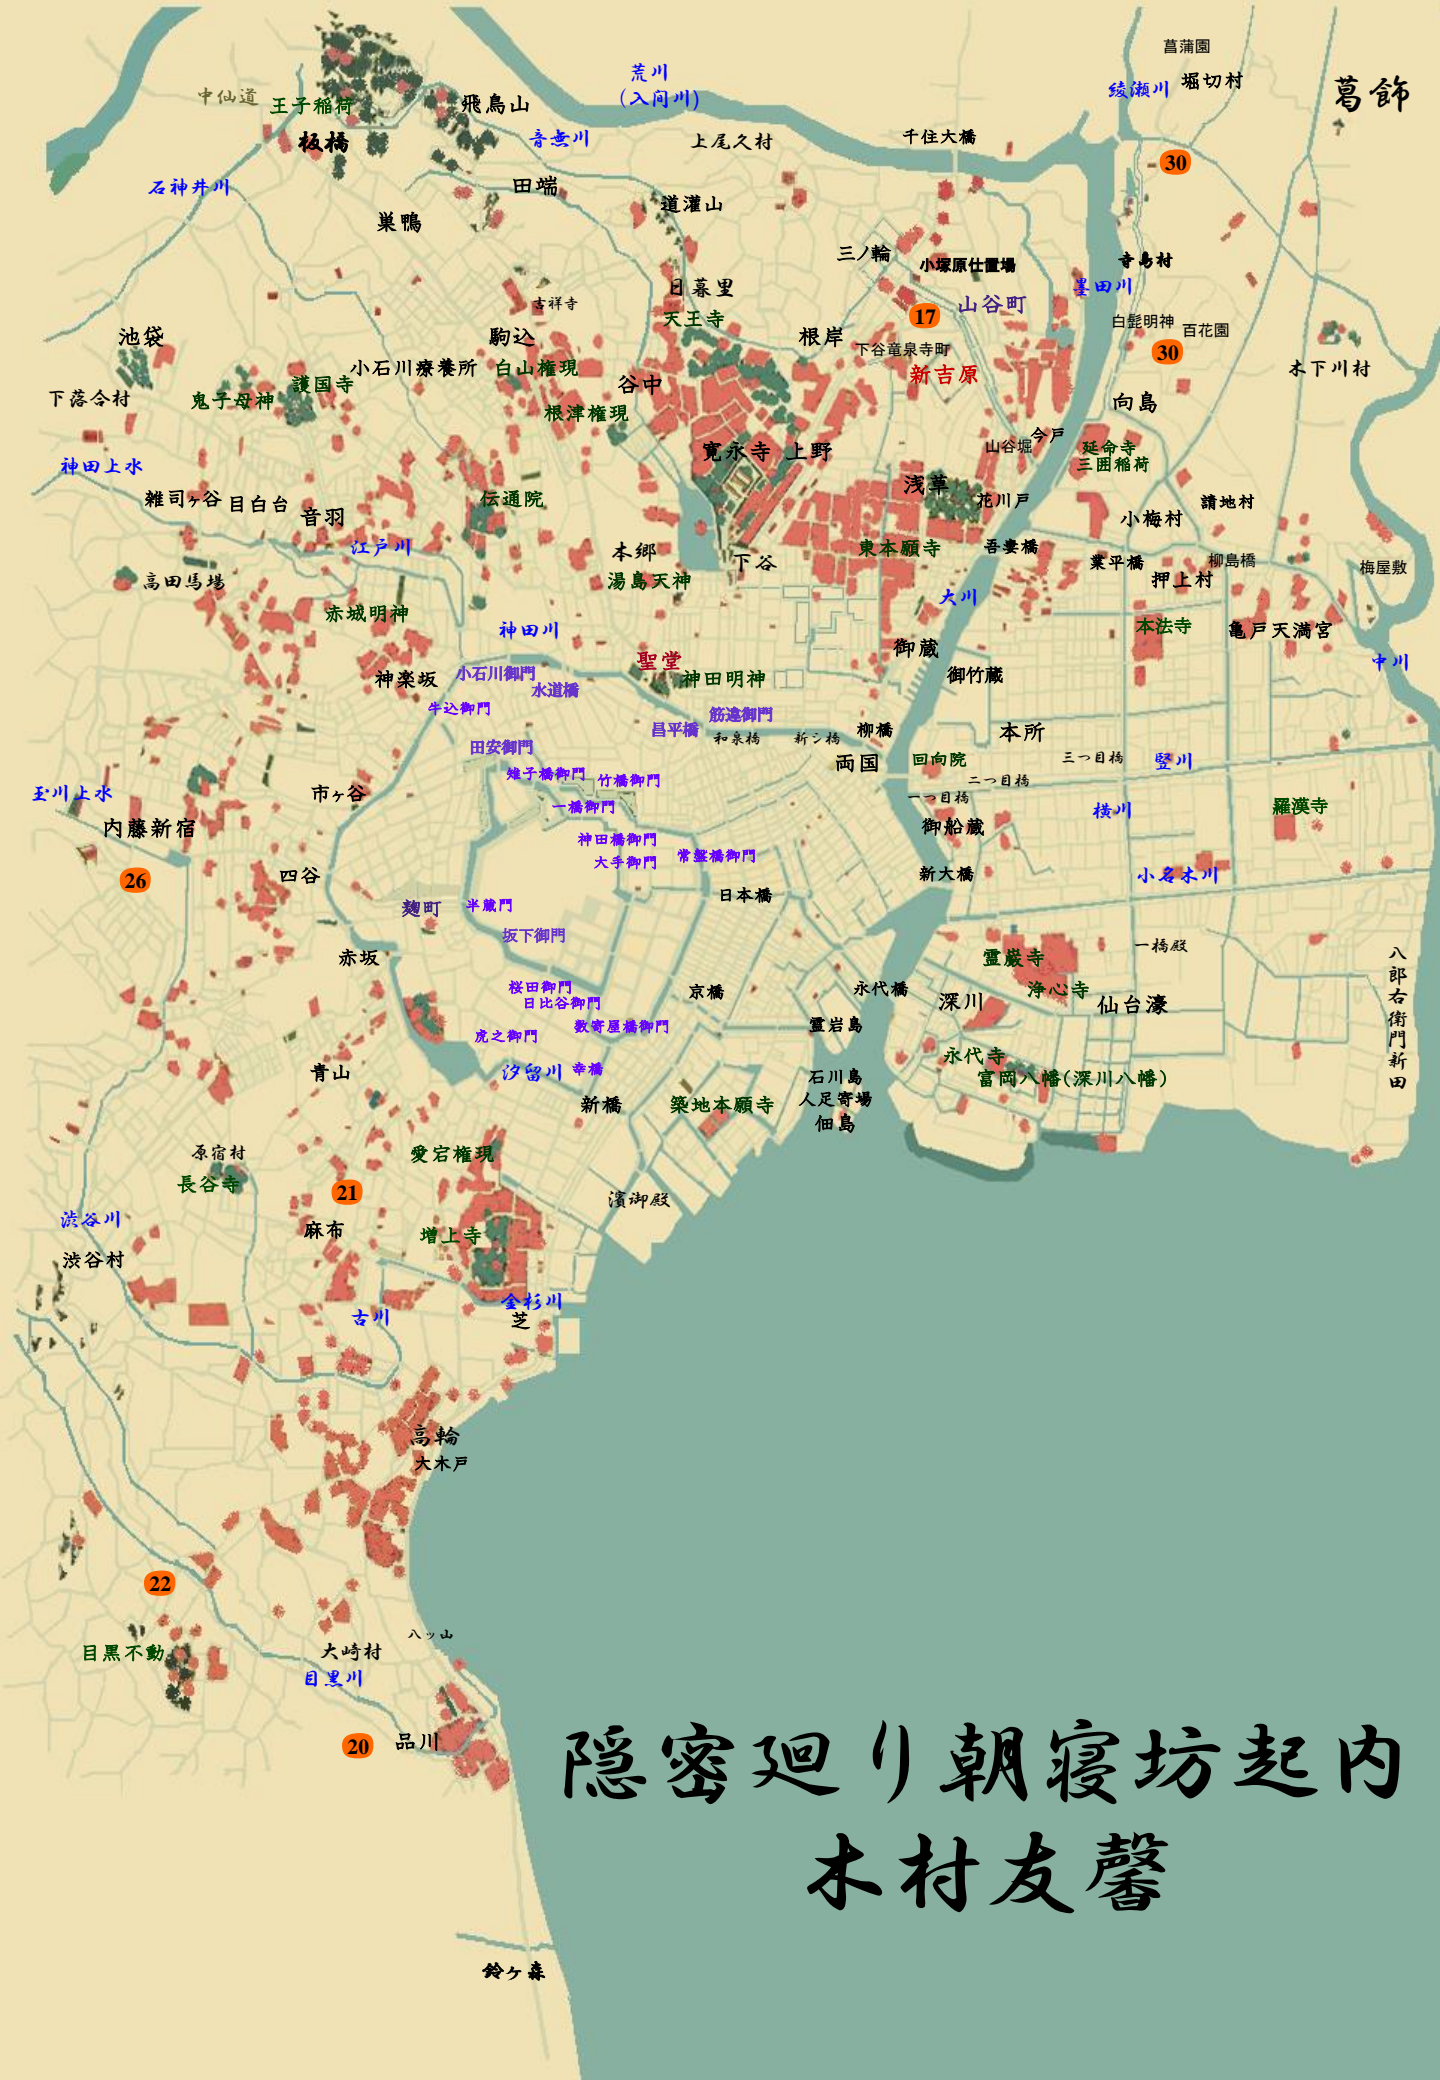 菖蒲園
荒川
(入间川)
綾瀬川
堀切村
葛飾
中仙道
王子稲荷
飛鳥山
板橋
音無川
上尾久村
千住大橋
30
石神井川
田端
道灌山
巣鴨
三ノ輪
小塚原仕置場
寺島村
日暮里
墨田川
吉祥寺
山谷町
17
天王寺
白髭明神
百花園
池袋
駒込
根岸
下谷竜泉寺町
30
小石川療養所
白山権現
新吉原
木下川村
護国寺
谷中
下落合村
鬼子母神
根津権現
向島
今戸
山谷堀
延命寺
三囲稲荷
寛永寺
上野
神田上水
雑司ヶ谷
目白台
音羽
伝通院
浅草
花川戸
請地村
小梅村
江戸川
本郷
下谷
東本願寺
吾妻橋
業平橋
柳島橋
梅屋敷
高田馬場
湯島天神
押上村
大川
赤城明神
神田川
本法寺
亀戸天満宮
御蔵
聖堂
中川
神楽坂
小石川御門
水道橋
神田明神
御竹蔵
牛込御門
筋違御門
昌平橋
和泉橋
新シ橋
柳橋
本所
田安御門
両国
回向院
三つ目橋
竪川
雉子橋御門
竹橋御門
二つ目橋
玉川上水
市ヶ谷
一橋御門
一つ目橋
横川
羅漢寺
内藤新宿
神田橋御門
御船蔵
大手御門
常盤橋御門
26
四谷
新大橋
小名木川
日本橋
麹町
半蔵門
坂下御門
赤坂
霊厳寺
一橋殿
八郎右衛門新田
桜田御門
日比谷御門
京橋
永代橋
深川
浄心寺
仙台濠
数寄屋橋御門
霊岩島
虎之御門
永代寺
青山
汐留川
幸橋
石川島
人足寄場
富岡八幡(深川八幡)
新橋
築地本願寺
佃島
原宿村
愛宕権現
長谷寺
21
濱御殿
渋谷川
麻布
増上寺
渋谷村
金杉川
古川
芝
高輪
大木戸
22
八ッ山
目黒不動
大崎村
目黒川
20
品川
隠密廻り朝寝坊起内
木村友馨
鈴ヶ森